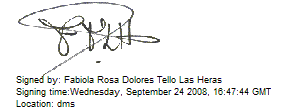 Signed by: Fabiola Rosa Dolores Tello Las Heras
Signing time:Wednesday, September 24 2008, 16:47:44 GMT
Location: dms